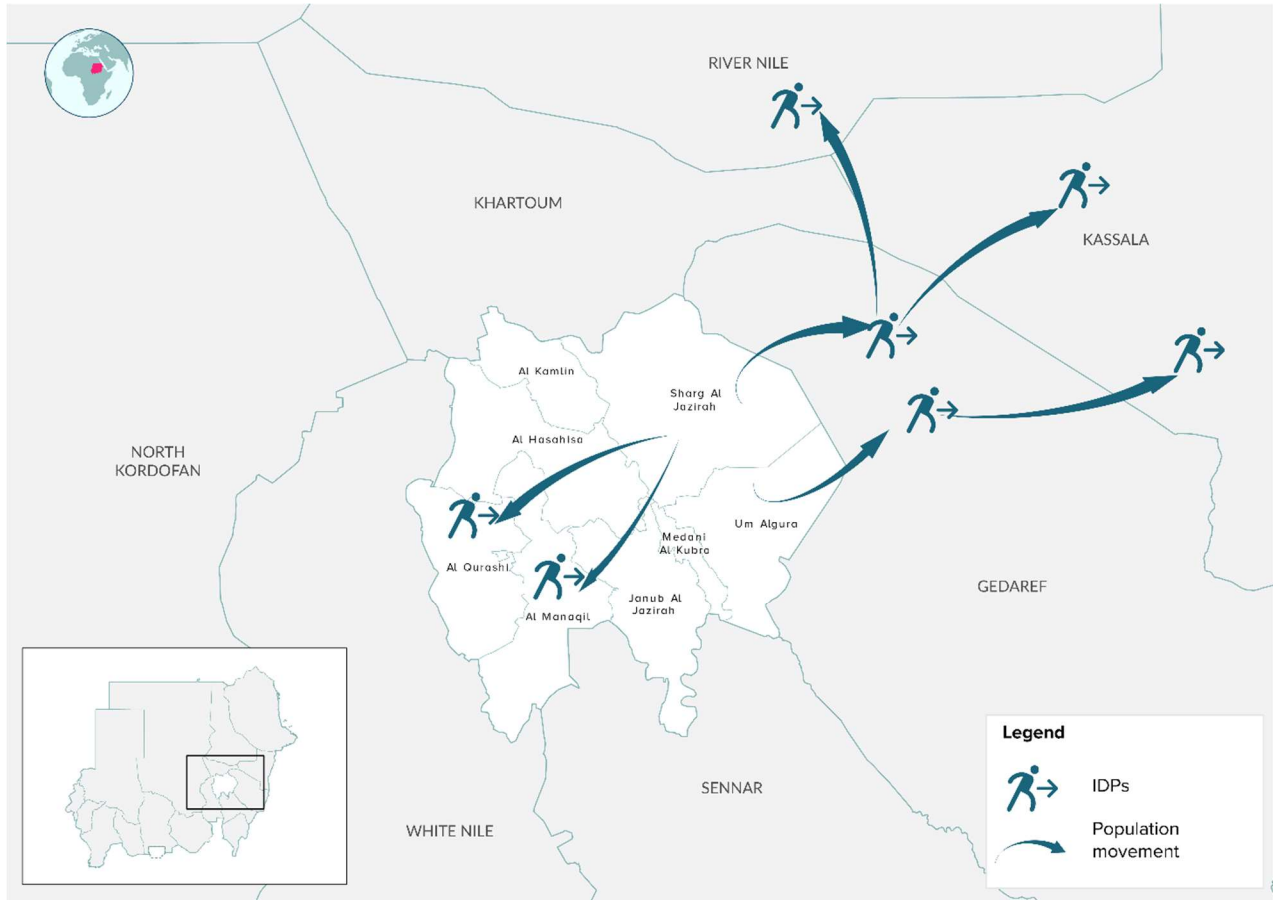 RIVER NILE
KHARTOUM
KASSALA
Al Kamlin
Sharg Al
Jazirah
Al Hasahisa
NORTH
KORDOFAN
Um Algura
Medani
Al Kubra
Al Qurashi
GEDAREF
Janub Al
Jazirah
Al Manaqil
Legend
IDPs
SENNAR
WHITE NILE
Population
movement